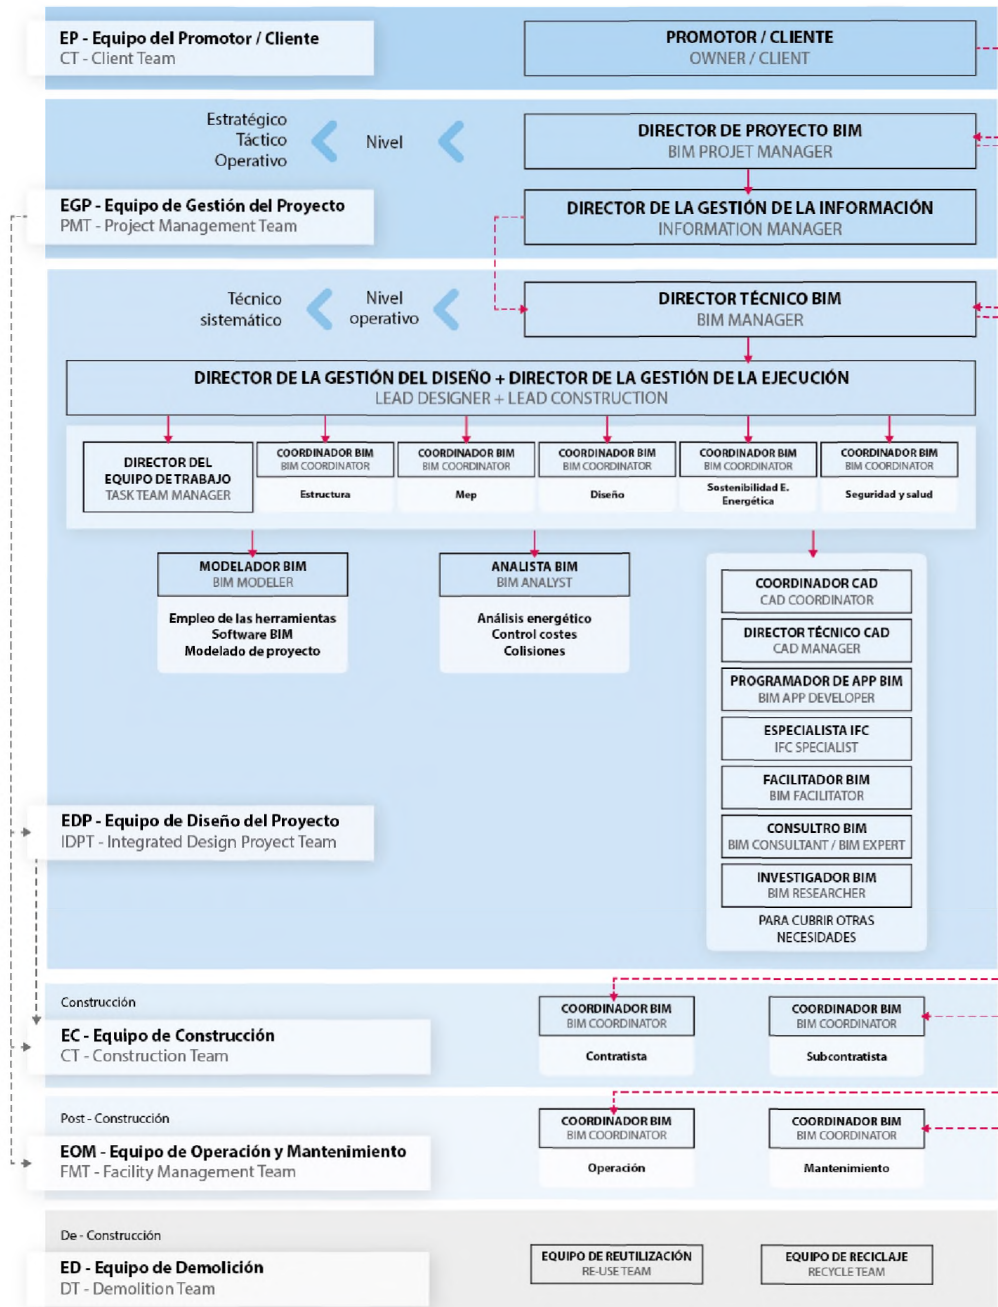 EP - Equipo del Promotor / Cliente
CT - Client Team
PROMOTOR / CLIENTE
OWNER / CLIENT
Estratégico
Táctico
Operativo
Nivel
DIRECTOR DE PROYECTO BIM
BIM PROJET MANAGER
EGP - Equipo de Gestión del Proyecto
PMT - Project Management Team
DIRECTOR DE LA GESTIÓN DE LA INFORMACIÓN
INFORMATION MANAGER
Técnico
sistemático
Nivel
operativo
DIRECTOR TÉCNICO BIM
BIM MANAGER
DIRECTOR DE LA GESTIÓN DEL DISEÑO + DIRECTOR DE LA GESTIÓN DE LA EJECUCIÓN
LEAD DESIGNER + LEAD CONSTRUCTION
DIRECTOR DEL
EQUIPO DE TRABAJO
TASK TEAM MANAGER
COORDINADOR BIM
BIM COORDINATOR
Estructura
COORDINADOR BIM
BIM COORDINATOR
Mep
COORDINADOR BIM
BIM COORDINATOR
Diseño
COORDINADOR BIM
BIM COORDINATOR
Sostenibilidad E.
Energética
COORDINADOR BIM
BIM COORDINATOR
Seguridad y salud
MODELADOR BIM
BIM MODELER
Empleo de las herramientas
Software BIM
Modelado de proyecto
ANALISTA BIM
BIM ANALYST
Análisis energético
Control costes
Colisiones
COORDINADOR CAD
CAD COORDINATOR
DIRECTOR TÉCNICO CAD
CAD MANAGER
PROGRAMADOR DE APP BIM
BIM APP DEVELOPER
ESPECIALISTA IFC
IFC SPECIALIST
FACILITADOR BIM
BIM FACILITATOR
CONSULTRO BIM
BIM CONSULTANT / BIM EXPERT
INVESTIGADOR BIM
BIM RESEARCHER
PARA CUBRIR OTRAS
NECESIDADES
EDP - Equipo de Diseño del Proyecto
IDPT - Integrated Design Proyect Team
Construcción
EC - Equipo de Construcción
CT - Construction Team
COORDINADOR BIM
BIM COORDINATOR
Contratista
COORDINADOR BIM
BIM COORDINATOR
Subcontratista
Post - Construcción
EOM - Equipo de Operación y Mantenimiento
FMT - Facility Management Team
COORDINADOR BIM
BIM COORDINATOR
Operación
COORDINADOR BIM
BIM COORDINATOR
Mantenimiento
De - Construcción
ED - Equipo de Demolición
DT - Demolition Team
EQUIPO DE REUTILIZACIÓN
RE-USE TEAM
EQUIPO DE RECICLAJE
RECYCLE TEAM